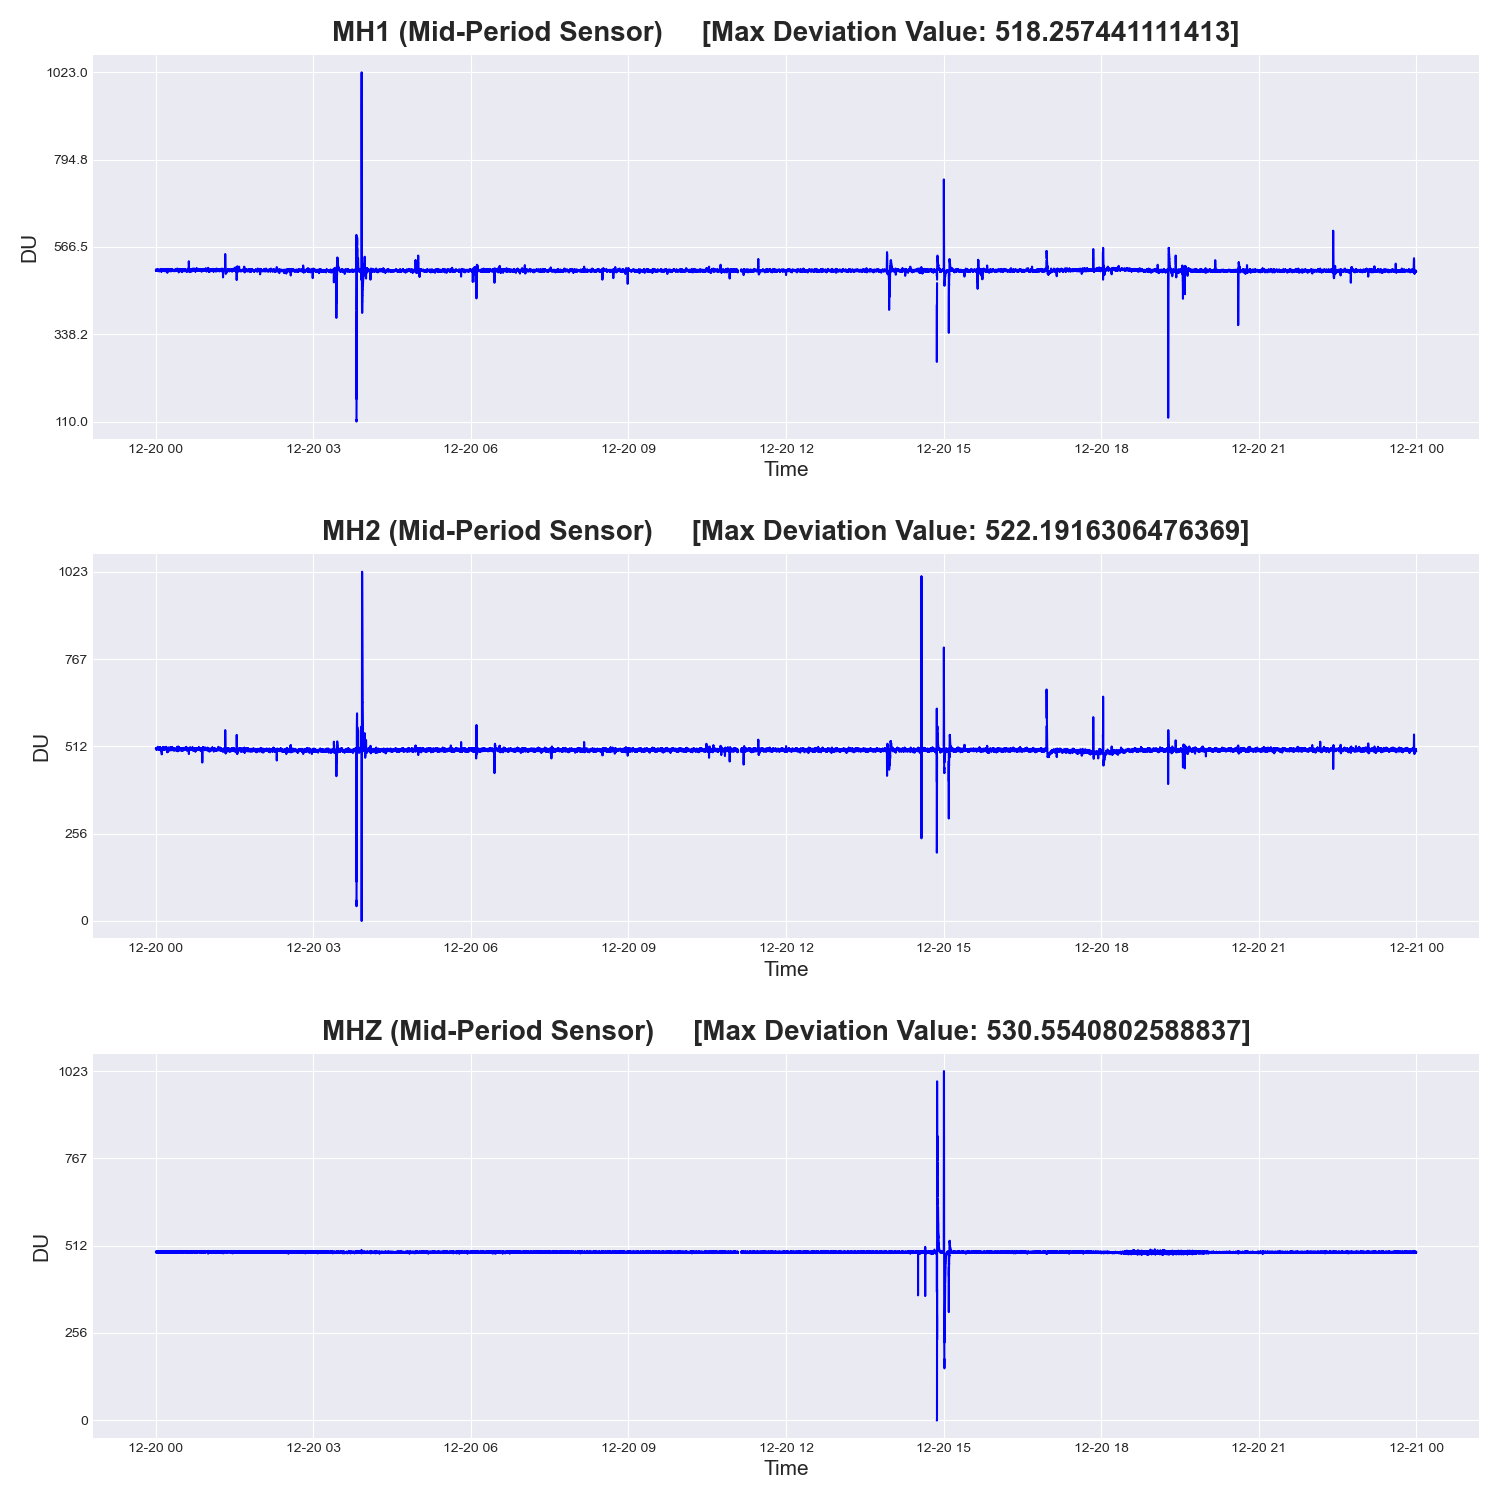 MH1 (Mid-Period Sensor) [Max Deviation Value: 518.257441111413]
1023.0
794.8
566.5
338.2
110.0
DU
12-20 00 12-20 03 12-20 06 12-20 09 12-20 12 12-20 15 12-20 18 12-20 21 12-21 00
Time
MH2 (Mid-Period Sensor) [Max Deviation Value: 522.1916306476369]
1023
767
512
256
0
DU
12-20 00 12-20 03 12-20 06 12-20 09 12-20 12 12-20 15 12-20 18 12-20 21 12-21 00
Time
MHZ (Mid-Period Sensor) [Max Deviation Value: 530.5540802588837]
1023
767
512
256
0
DU
12-20 00 12-20 03 12-20 06 12-20 09 12-20 12 12-20 15 12-20 18 12-20 21 12-21 00
Time